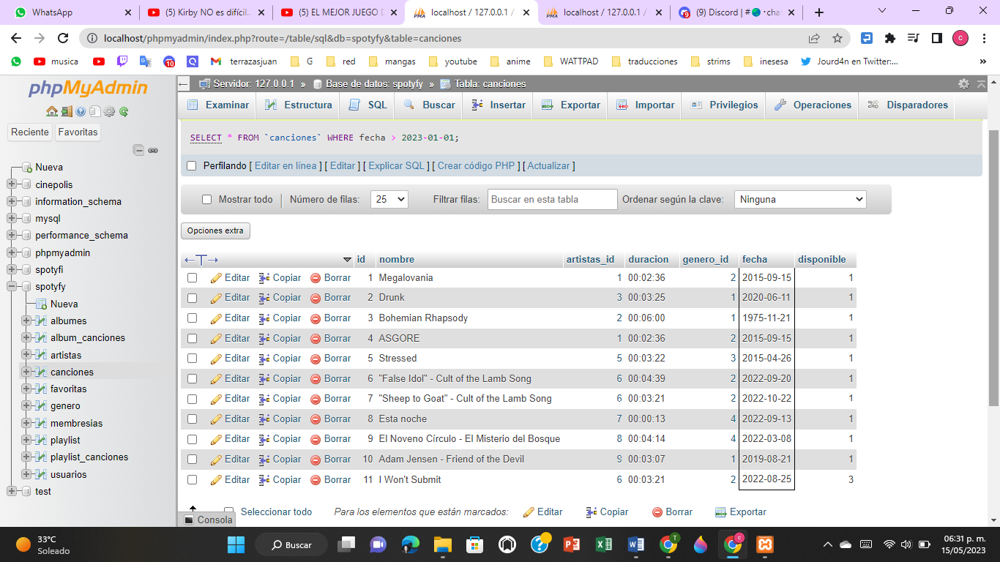 WhatsApp
(5) Kirby NO es difícil...
(5) EL MEJOR JUEGO D
localhost / 127.0.0.1 /
localhost / 127.0.0.1 /
(9) Discord | # • cha
localhost/phpmyadmin/index.php?route=/table/sql&db=spotyfy&table=canciones
c
musica
10
terrazasjuan
G
red
mangas
youtube
anime
WATTPAD
traducciones
strims
inesesa
Jourd4n en Twitter:...
»
phpMyAdmin
Reciente
Favoritas
Nueva
cinepolis
information_schema
mysql
performance_schema
phpmyadmin
spotyfi
spotyfy
Nueva
albumes
album_canciones
artistas
canciones
favoritas
genero
membresias
playlist
playlist_canciones
usuarios
test
Servidor: 127.0.0.1 » Base de datos: spotyfy » Tabla: canciones
Examinar Estructura SQL Buscar Insertar Exportar Importar Privilegios Operaciones Disparadores
SELECT * FROM `canciones` WHERE fecha > 2023-01-01;
Perfilando [ Editar en línea ] [ Editar ] [ Explicar SQL ] [ Crear código PHP ] [ Actualizar ]
Mostrar todo Número de filas: 25 Filtrar filas: Buscar en esta tabla Ordenar según la clave: Ninguna
Opciones extra
←T→ id nombre artistas_id duracion genero_id fecha disponible
Editar Copiar Borrar 1 Megalovania 1 00:02:36 2 2015-09-15 1
Editar Copiar Borrar 2 Drunk 3 00:03:25 1 2020-06-11 1
Editar Copiar Borrar 3 Bohemian Rhapsody 2 00:06:00 1 1975-11-21 1
Editar Copiar Borrar 4 ASGORE 1 00:02:36 2 2015-09-15 1
Editar Copiar Borrar 5 Stressed 5 00:03:22 3 2015-04-26 1
Editar Copiar Borrar 6 "False Idol" - Cult of the Lamb Song 6 00:04:39 2 2022-09-20 1
Editar Copiar Borrar 7 "Sheep to Goat" - Cult of the Lamb Song 6 00:03:21 2 2022-10-22 1
Editar Copiar Borrar 8 Esta noche 7 00:00:13 4 2022-09-13 1
Editar Copiar Borrar 9 El Noveno Círculo - El Misterio del Bosque 8 00:04:14 4 2022-03-08 1
Editar Copiar Borrar 10 Adam Jensen - Friend of the Devil 9 00:03:07 1 2019-08-21 1
Editar Copiar Borrar 11 I Won't Submit 6 00:03:21 2 2022-08-25 3
Seleccionar todo Para los elementos que están marcados: Editar Copiar Borrar Exportar
Consola
33°C
Soleado
Buscar
06:31 p. m.
15/05/2023